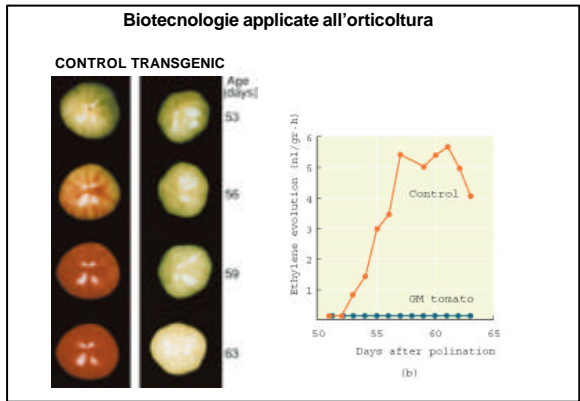 Biotecnologie applicate all'orticoltura
CONTROL TRANSGENIC
Age
(days)
53
56
59
63
Ethylene evolution (nl/gr·h)
6
5
4
3
2
1
Control
GM tomato
50 55 60 65
Days after polination
(b)